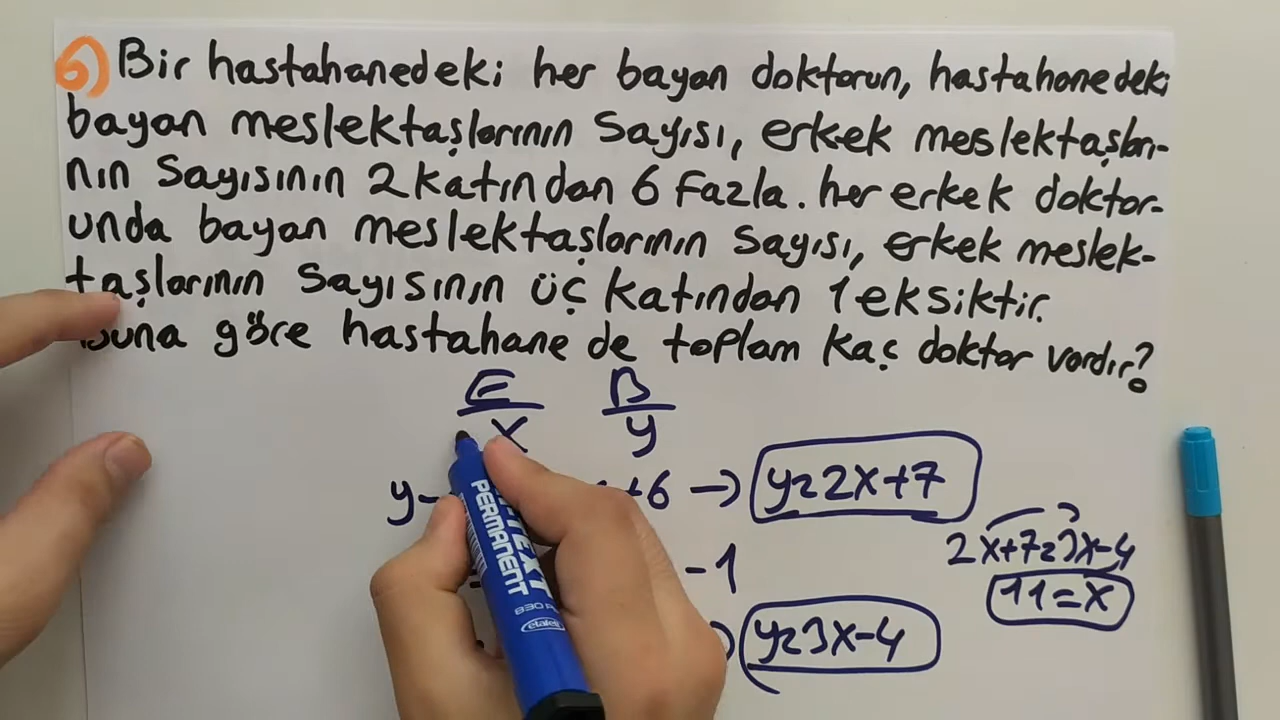 6) Bir hastahanedeki her bayan doktorun, hastahanedeki
bayan meslektaşlarının sayısı, erkek meslektaşları-
nın sayısının 2 katından 6 fazla. her erkek doktor-
unda bayan meslektaşlarının sayısı, erkek meslek-
taşlarının sayısının üç katından 1 eksiktir.
buna göre hastahane de toplam kaç doktor vardır?
E B
x y
y- +6 → y=2x+7
2x+7=3x-4
-1
11=x
y=3x-4
PERMANENT
830